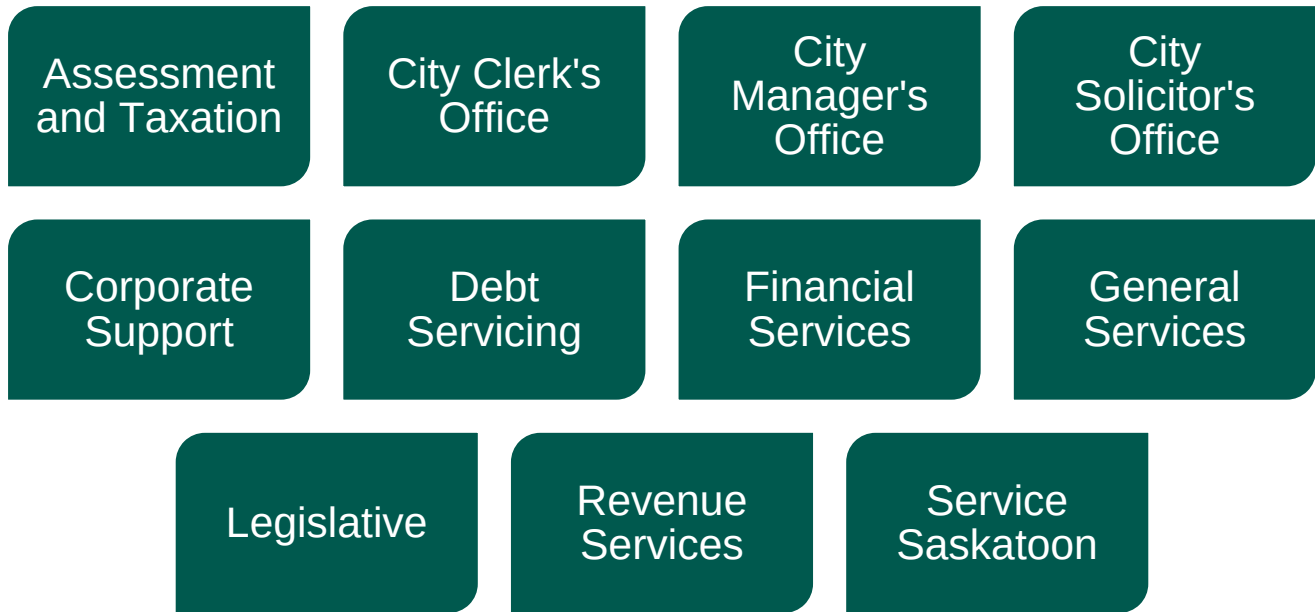 Assessment
and Taxation
City Clerk's
Office
City
Manager's
Office
City
Solicitor's
Office
Corporate
Support
Debt
Servicing
Financial
Services
General
Services
Legislative
Revenue
Services
Service
Saskatoon